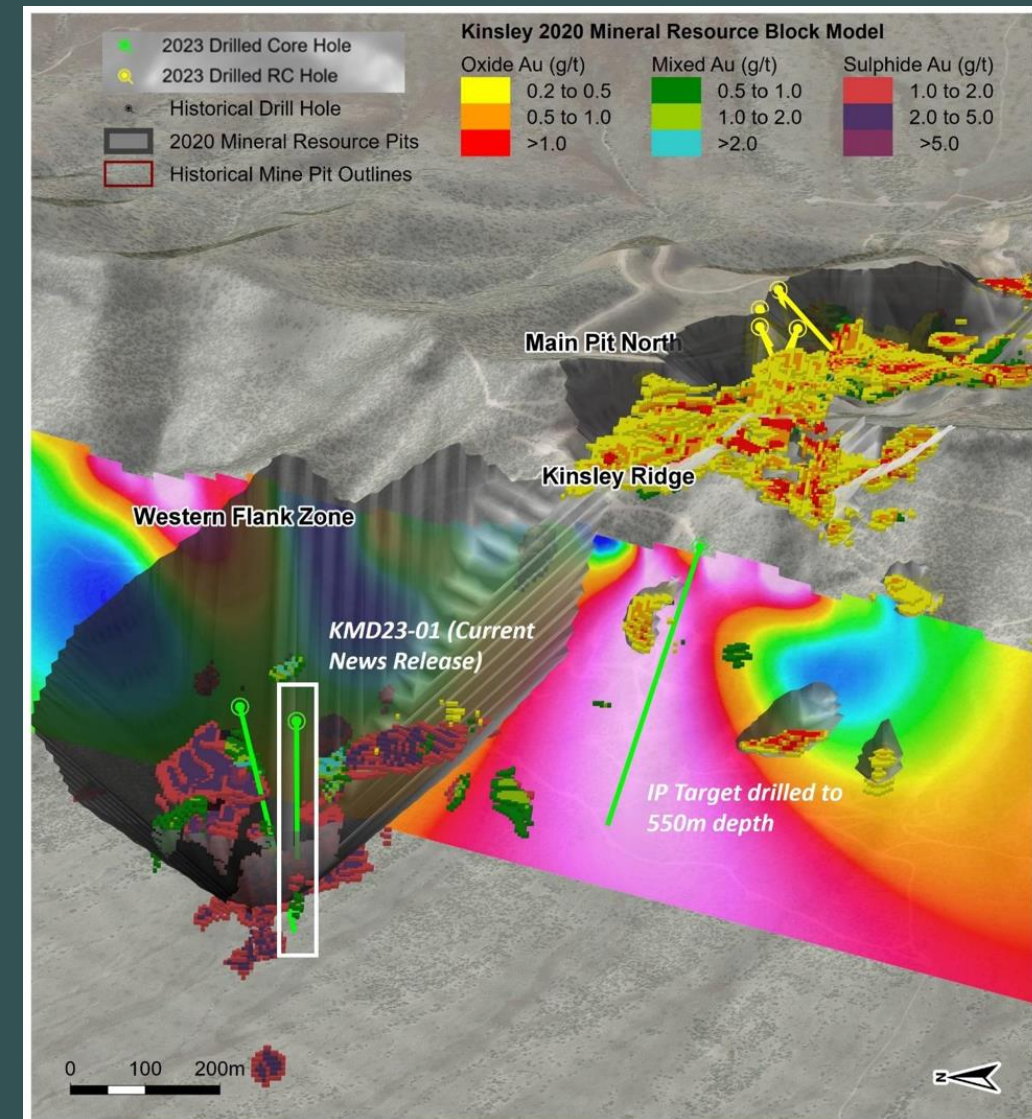 2023 Drilled Core Hole
2023 Drilled RC Hole
Historical Drill Hole
2020 Mineral Resource Pits
Historical Mine Pit Outlines
Kinsley 2020 Mineral Resource Block Model
Oxide Au (g/t)
0.2 to 0.5
0.5 to 1.0
>1.0
Mixed Au (g/t)
0.5 to 1.0
1.0 to 2.0
>2.0
Sulphide Au (g/t)
1.0 to 2.0
2.0 to 5.0
>5.0
Main Pit North
Kinsley Ridge
Western Flank Zone
KMD23-01 (Current
News Release)
IP Target drilled to
550m depth
0 100 200m
N